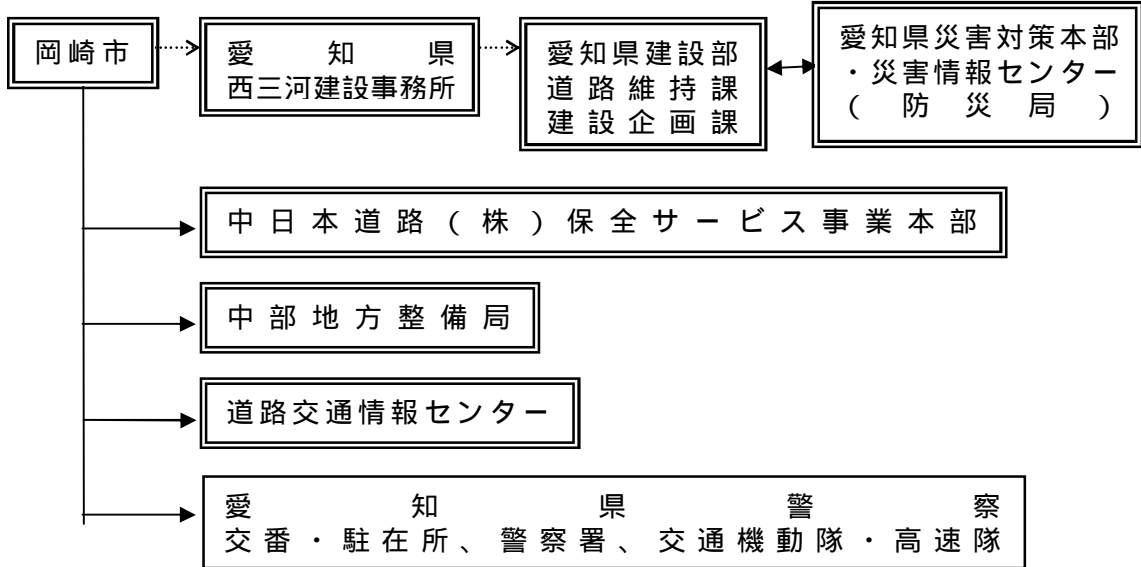 岡崎市
愛知県
西三河建設事務所
愛知県建設部
道路維持課
建設企画課
愛知県災害対策本部
・災害情報センター
(防災局)
中日本道路(株)保全サービス事業本部
中部地方整備局
道路交通情報センター
愛知県警察
交番・駐在所、警察署、交通機動隊・高速隊